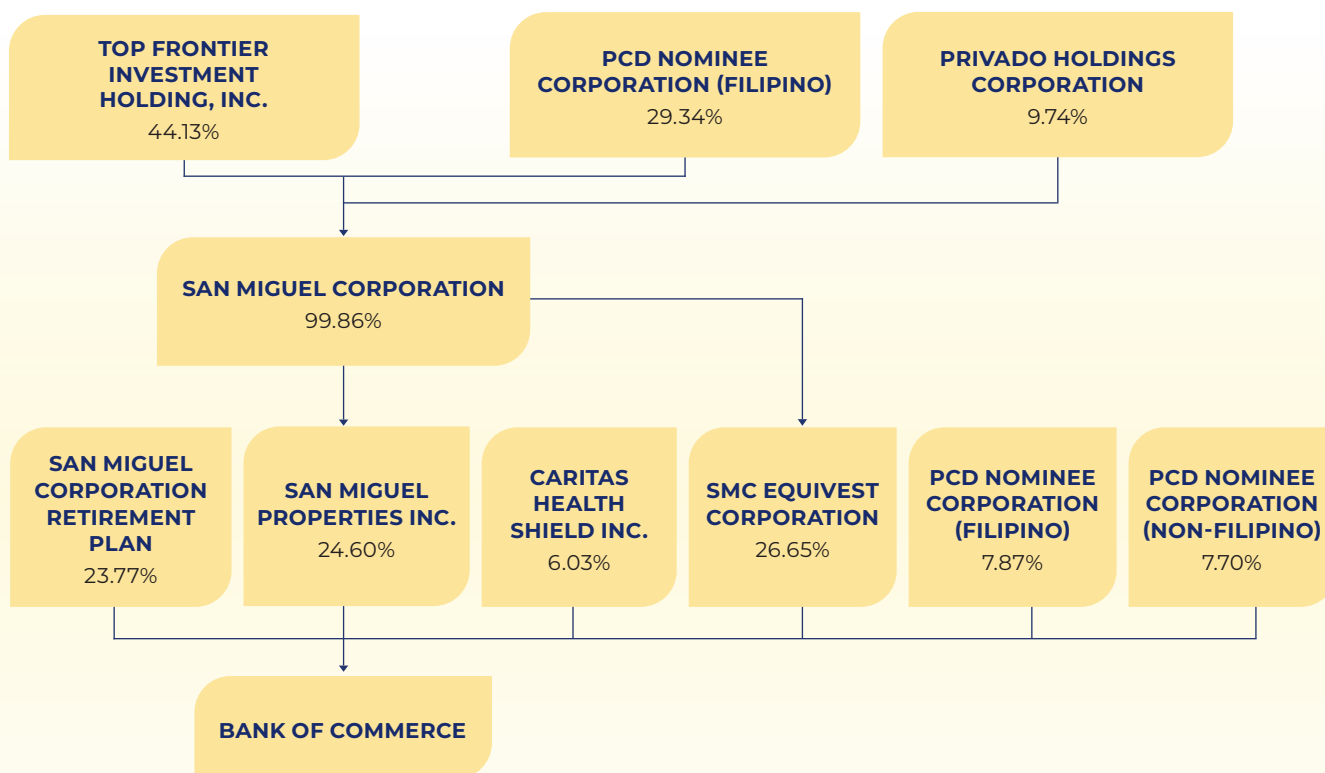 TOP FRONTIER
INVESTMENT
HOLDING, INC.
44.13%
PCD NOMINEE
CORPORATION (FILIPINO)
29.34%
PRIVADO HOLDINGS
CORPORATION
9.74%
SAN MIGUEL CORPORATION
99.86%
SAN MIGUEL
CORPORATION
RETIREMENT
PLAN
23.77%
SAN MIGUEL
PROPERTIES INC.
24.60%
CARITAS
HEALTH
SHIELD INC.
6.03%
SMC EQUIVEST
CORPORATION
26.65%
PCD NOMINEE
CORPORATION
(FILIPINO)
7.87%
PCD NOMINEE
CORPORATION
(NON-FILIPINO)
7.70%
BANK OF COMMERCE